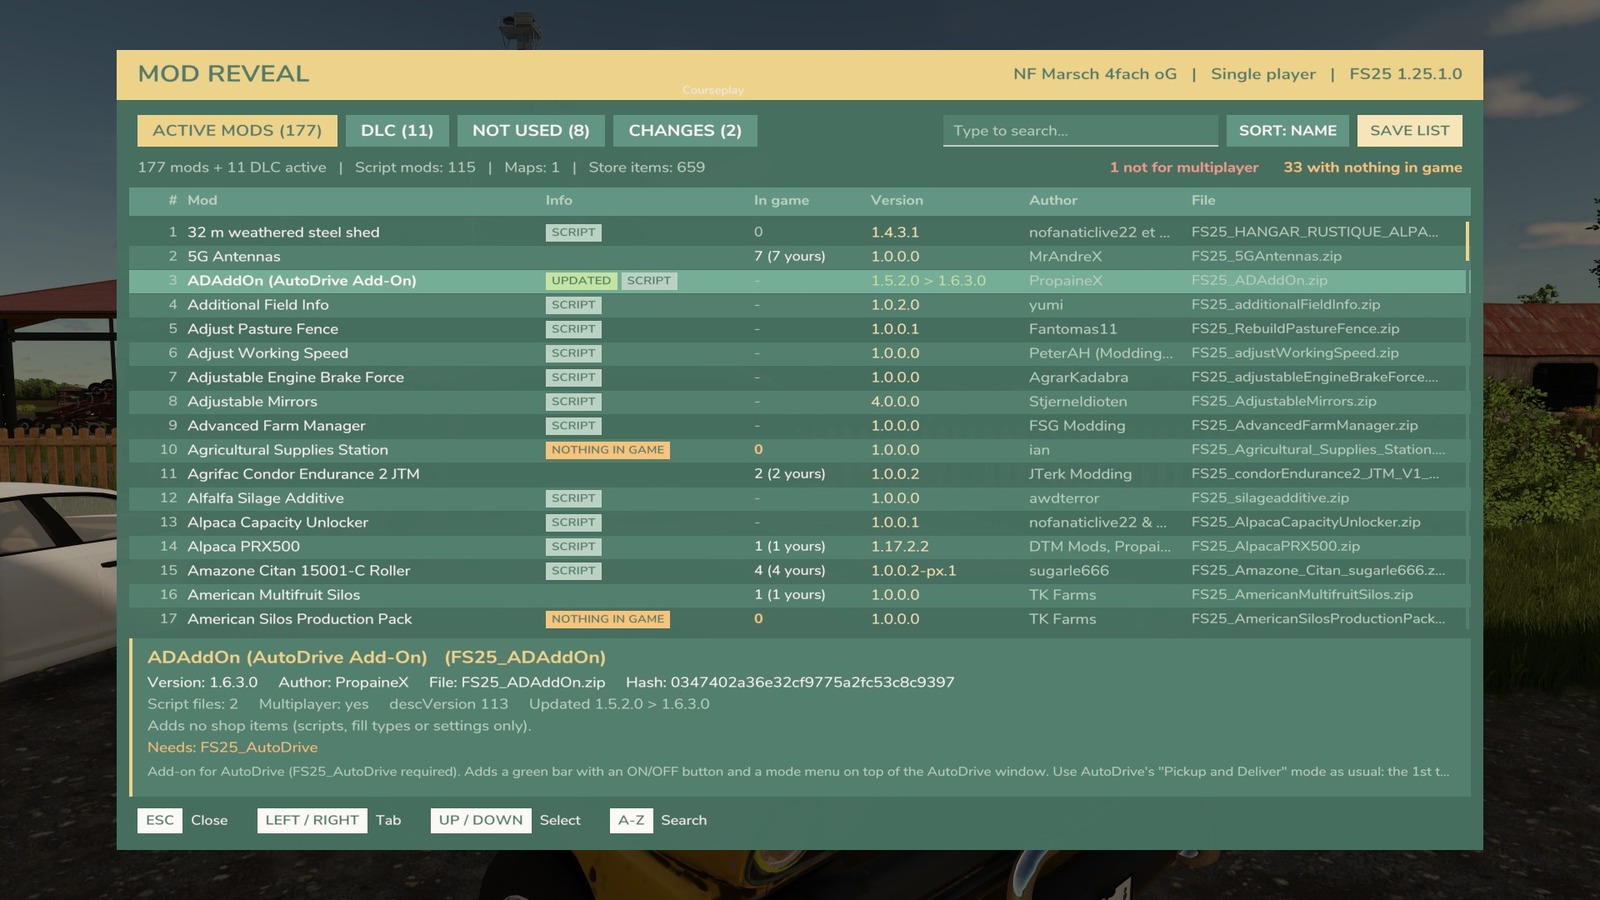 MOD REVEAL
NF Marsch 4fach oG | Single player | FS25 1.25.1.0
Courseplay
ACTIVE MODS (177) DLC (11) NOT USED (8) CHANGES (2) Type to search... SORT: NAME SAVE LIST
177 mods + 11 DLC active | Script mods: 115 | Maps: 1 | Store items: 659 1 not for multiplayer 33 with nothing in game
# Mod Info In game Version Author File
1 32 m weathered steel shed SCRIPT 0 1.4.3.1 nofanaticlive22 et ... FS25_HANGAR_RUSTIQUE_ALPA...
2 5G Antennas 7 (7 yours) 1.0.0.0 MrAndreX FS25_5GAntennas.zip
3 ADAddOn (AutoDrive Add-On) UPDATED SCRIPT - 1.5.2.0 > 1.6.3.0 PropaineX FS25_ADAddOn.zip
4 Additional Field Info SCRIPT - 1.0.2.0 yumi FS25_additionalFieldInfo.zip
5 Adjust Pasture Fence SCRIPT - 1.0.0.1 Fantomas11 FS25_RebuildPastureFence.zip
6 Adjust Working Speed SCRIPT - 1.0.0.0 PeterAH (Modding... FS25_adjustWorkingSpeed.zip
7 Adjustable Engine Brake Force SCRIPT - 1.0.0.0 AgrarKadabra FS25_adjustableEngineBrakeForce....
8 Adjustable Mirrors SCRIPT - 4.0.0.0 Stjerneldioten FS25_AdjustableMirrors.zip
9 Advanced Farm Manager SCRIPT - 1.0.0.0 FSG Modding FS25_AdvancedFarmManager.zip
10 Agricultural Supplies Station NOTHING IN GAME 0 1.0.0.0 ian FS25_Agricultural_Supplies_Station....
11 Agrifac Condor Endurance 2 JTM 2 (2 yours) 1.0.0.2 JTerk Modding FS25_condorEndurance2_JTM_V1_...
12 Alfalfa Silage Additive SCRIPT - 1.0.0.0 awdterror FS25_silageadditive.zip
13 Alpaca Capacity Unlocker SCRIPT - 1.0.0.1 nofanaticlive22 & ... FS25_AlpacaCapacityUnlocker.zip
14 Alpaca PRX500 SCRIPT 1 (1 yours) 1.17.2.2 DTM Mods, Propai... FS25_AlpacaPRX500.zip
15 Amazone Citan 15001-C Roller SCRIPT 4 (4 yours) 1.0.0.2-px.1 sugarle666 FS25_Amazone_Citan_sugarle666.z...
16 American Multifruit Silos 1 (1 yours) 1.0.0.0 TK Farms FS25_AmericanMultifruitSilos.zip
17 American Silos Production Pack NOTHING IN GAME 0 1.0.0.0 TK Farms FS25_AmericanSilosProductionPack...
ADAddOn (AutoDrive Add-On) (FS25_ADAddOn)
Version: 1.6.3.0 Author: PropaineX File: FS25_ADAddOn.zip Hash: 0347402a36e32cf9775a2fc53c8c9397
Script files: 2 Multiplayer: yes descVersion 113 Updated 1.5.2.0 > 1.6.3.0
Adds no shop items (scripts, fill types or settings only).
Needs: FS25_AutoDrive
Add-on for AutoDrive (FS25_AutoDrive required). Adds a green bar with an ON/OFF button and a mode menu on top of the AutoDrive window. Use AutoDrive's "Pickup and Deliver" mode as usual: the 1st t...
ESC Close LEFT / RIGHT Tab UP / DOWN Select A-Z Search